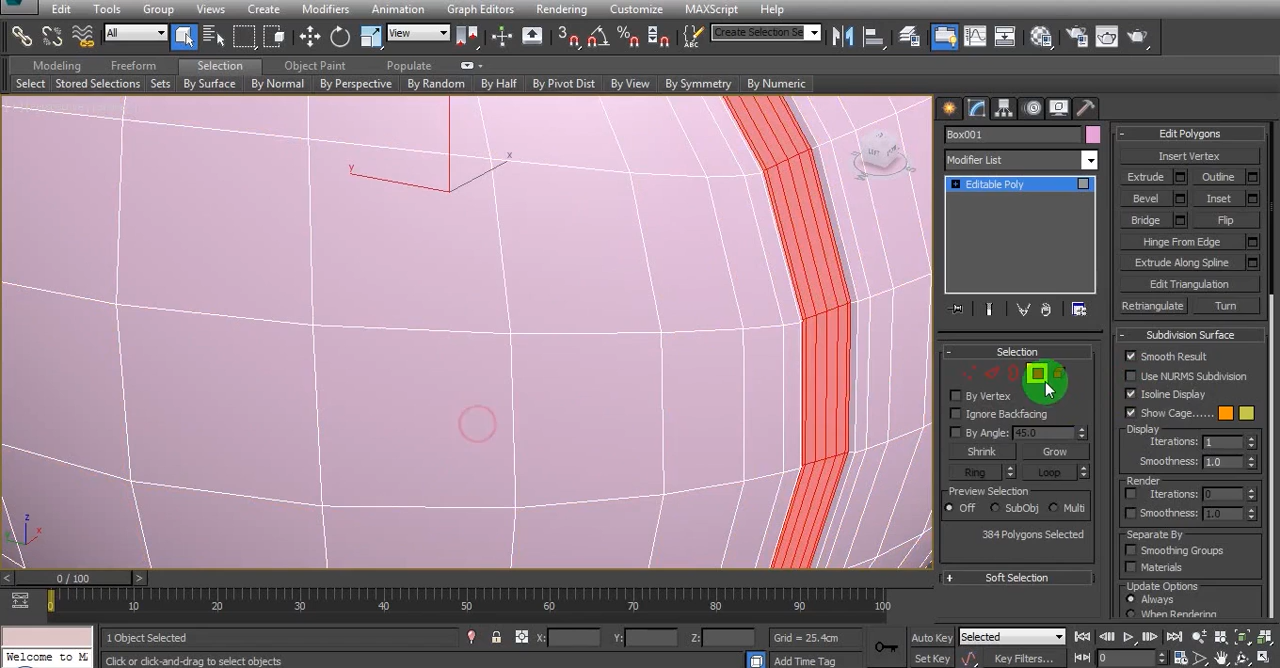 Edit Tools Group Views Create Modifiers Animation Graph Editors Rendering Customize MAXScript Help
All View 3 % ABC Create Selection Se
Modeling Freeform Selection Object Paint Populate
Select Stored Selections Sets By Surface By Normal By Perspective By Random By Half By Pivot Dist By View By Symmetry By Numeric
x
y
z
Box001
Modifier List
Editable Poly
- Selection
By Vertex
Ignore Backfacing
By Angle: 45.0
Shrink Grow
Ring Loop
Preview Selection
Off SubObj Multi
384 Polygons Selected
+ Soft Selection
- Edit Polygons
Insert Vertex
Extrude Outline
Bevel Inset
Bridge Flip
Hinge From Edge
Extrude Along Spline
Edit Triangulation
Retriangulate Turn
- Subdivision Surface
Smooth Result
Use NURMS Subdivision
Isoline Display
Show Cage......
Display
Iterations: 1
Smoothness: 1.0
Render
Iterations: 0
Smoothness: 1.0
Separate By
Smoothing Groups
Materials
Update Options
Always
When Rendering
< 0 / 100 >
0 10 20 30 40 50 60 70 80 90 100
1 Object Selected X: Y: Z: Grid = 25.4cm Auto Key Selected
Welcome to M Click or click-and-drag to select objects Add Time Tag Set Key Key Filters... 0